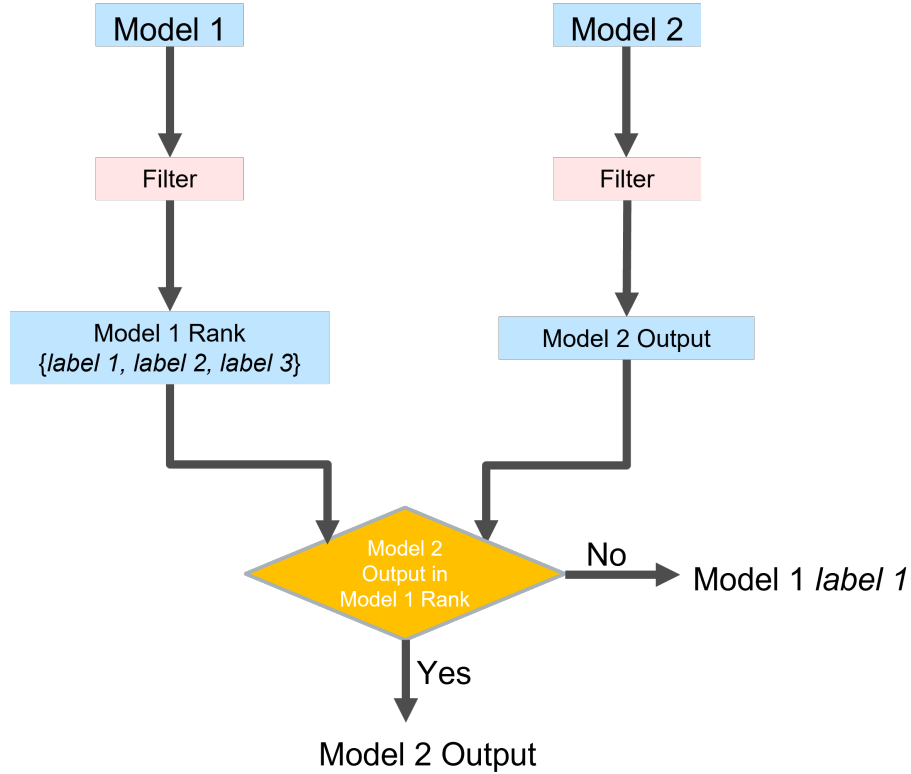 Model 1
Model 2
Filter
Filter
Model 1 Rank
{label 1, label 2, label 3}
Model 2 Output
Model 2
Output in
Model 1 Rank
No
Model 1 label 1
Yes
Model 2 Output